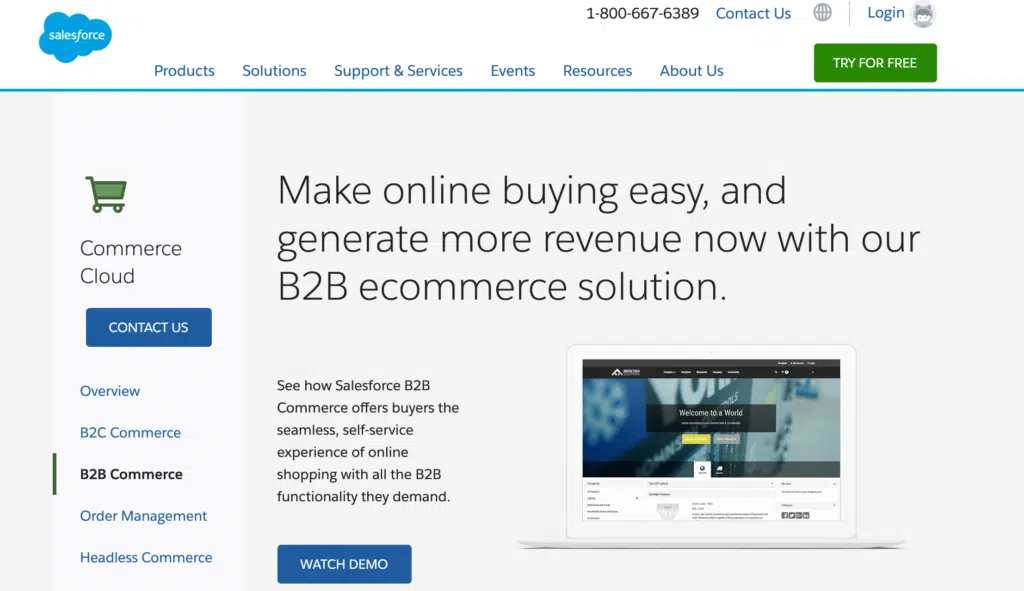 1-800-667-6389 Contact Us Login
salesforce
Products Solutions Support & Services Events Resources About Us
TRY FOR FREE
Commerce
Cloud
CONTACT US
Overview
B2C Commerce
B2B Commerce
Order Management
Headless Commerce
Make online buying easy, and
generate more revenue now with our
B2B ecommerce solution.
See how Salesforce B2B
Commerce offers buyers the
seamless, self-service
experience of online
shopping with all the B2B
functionality they demand.
WATCH DEMO
Welcome to a World